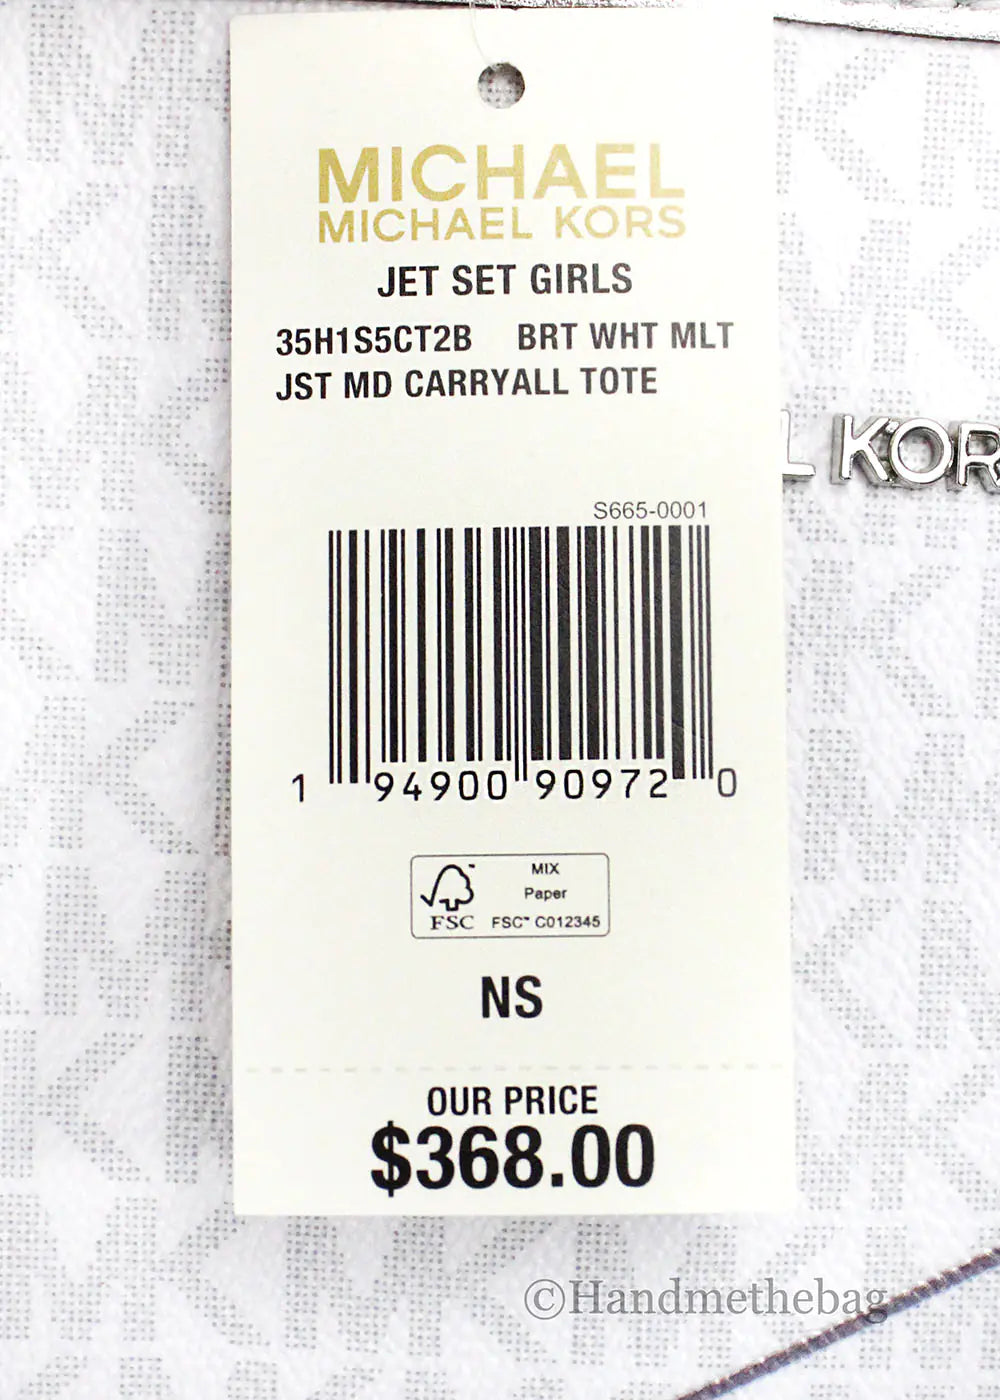 MICHAEL
MICHAEL KORS
JET SET GIRLS
35H1S5CT2B BRT WHT MLT
JST MD CARRYALL TOTE
L KOR
S665-0001
1 94900 90972 0
MIX
Paper
FSC
FSC™ C012345
NS
OUR PRICE
$368.00
©Handmethebag